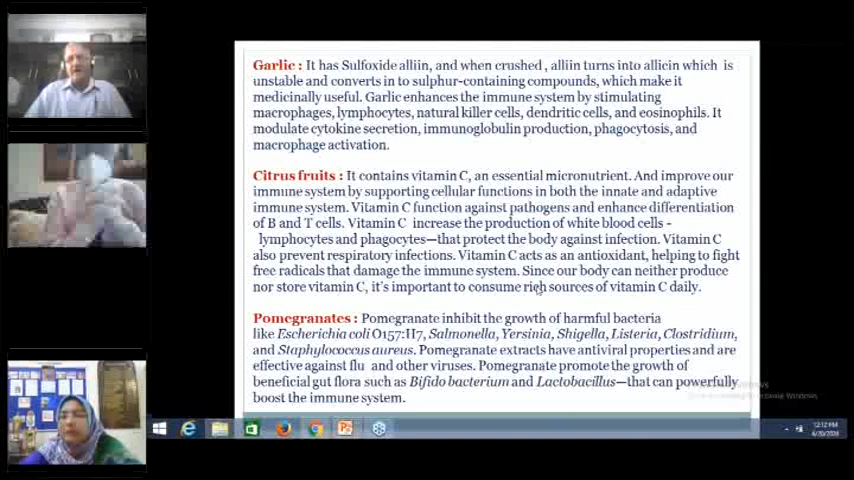 Garlic : It has Sulfoxide alliin, and when crushed , alliin turns into allicin which is
unstable and converts in to sulphur-containing compounds, which make it
medicinally useful. Garlic enhances the immune system by stimulating
macrophages, lymphocytes, natural killer cells, dendritic cells, and eosinophils. It
modulate cytokine secretion, immunoglobulin production, phagocytosis, and
macrophage activation.
Citrus fruits : It contains vitamin C, an essential micronutrient. And improve our
immune system by supporting cellular functions in both the innate and adaptive
immune system. Vitamin C function against pathogens and enhance differentiation
of B and T cells. Vitamin C increase the production of white blood cells -
lymphocytes and phagocytes—that protect the body against infection. Vitamin C
also prevent respiratory infections. Vitamin C acts as an antioxidant, helping to fight
free radicals that damage the immune system. Since our body can neither produce
nor store vitamin C, it's important to consume rich sources of vitamin C daily.
Pomegranates : Pomegranate inhibit the growth of harmful bacteria
like Escherichia coli O157:H7, Salmonella, Yersinia, Shigella, Listeria, Clostridium,
and Staphylococcus aureus. Pomegranate extracts have antiviral properties and are
effective against flu and other viruses. Pomegranate promote the growth of
beneficial gut flora such as Bifido bacterium and Lactobacillus—that can powerfully
boost the immune system.
12:12 PM